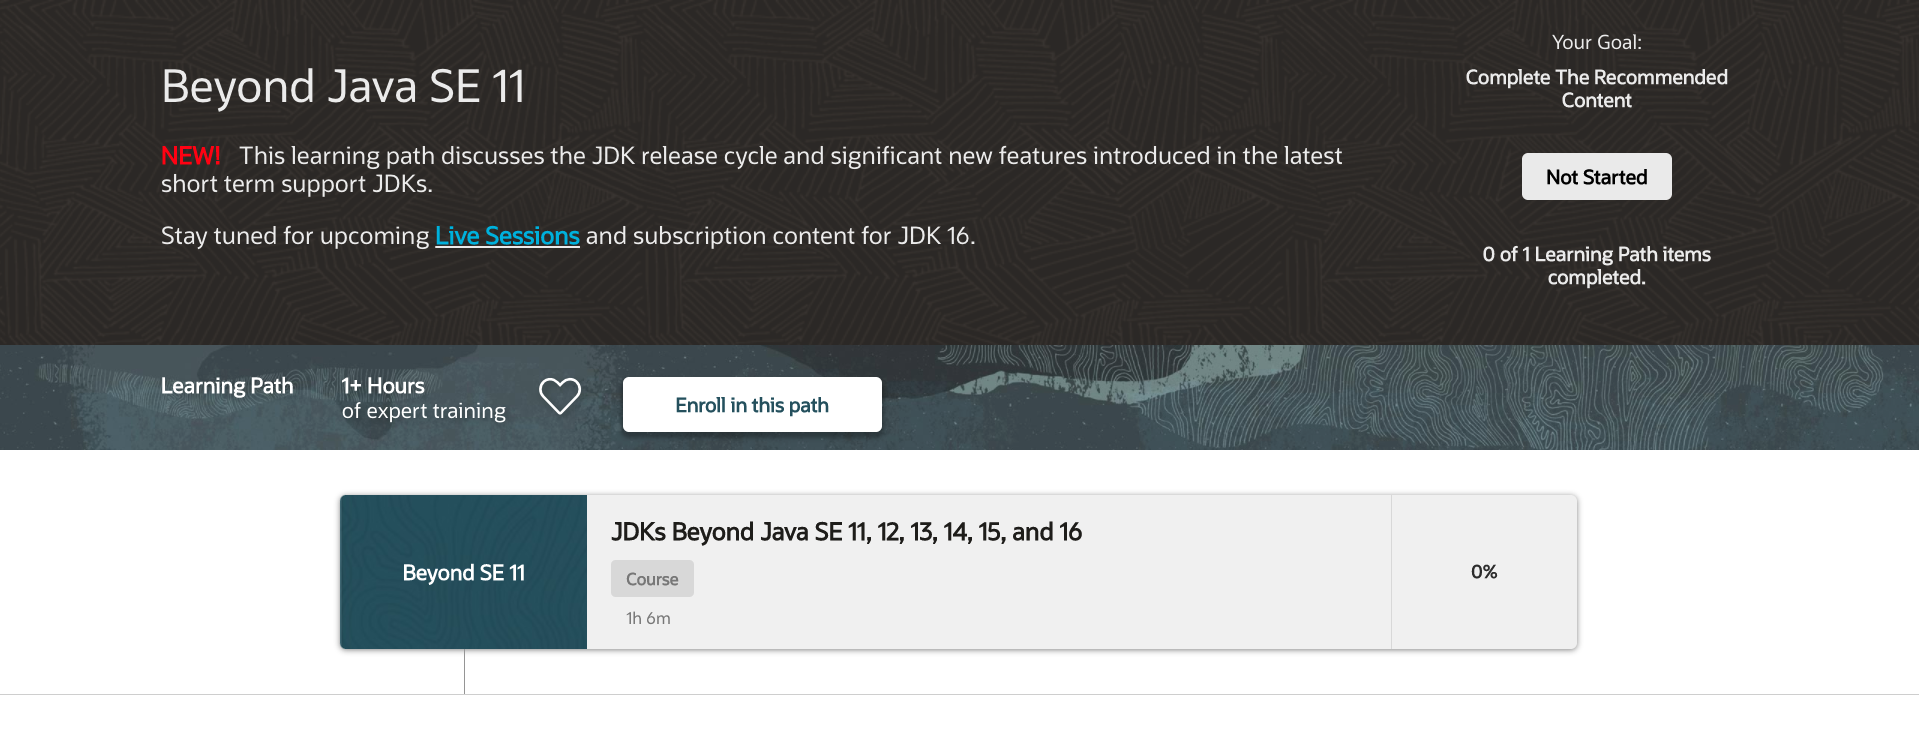 Beyond Java SE 11
NEW! This learning path discusses the JDK release cycle and significant new features introduced in the latest
short term support JDKs.
Stay tuned for upcoming Live Sessions and subscription content for JDK 16.
Your Goal:
Complete The Recommended
Content
Not Started
0 of 1 Learning Path items
completed.
Learning Path
1+ Hours
of expert training
Enroll in this path
Beyond SE 11
JDKs Beyond Java SE 11, 12, 13, 14, 15, and 16
Course
1h 6m
0%